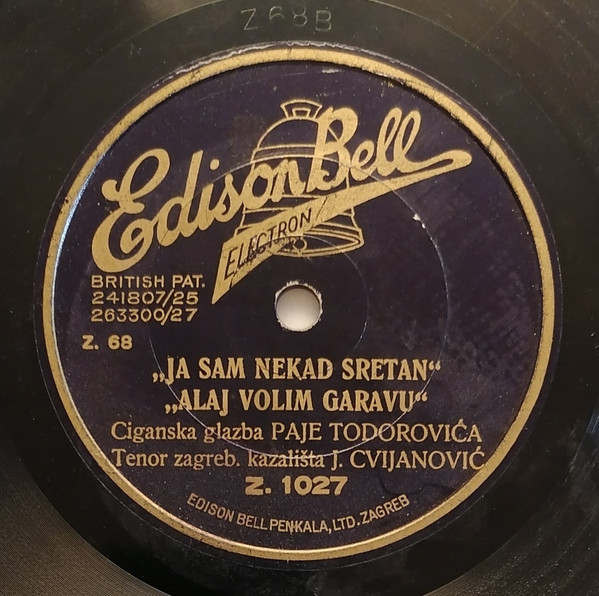 Z68B
Edison Bell
ELECTRON
BRITISH PAT.
241807/25
263300/27
Z. 68
„JA SAM NEKAD SRETAN“
„ALAJ VOLIM GARAVU“
Ciganska glazba PAJE TODOROVIĆA
Tenor zagreb. kazališta J. CVIJANOVIĆ
Z. 1027
EDISON BELL PENKALA, LTD. ZAGREB